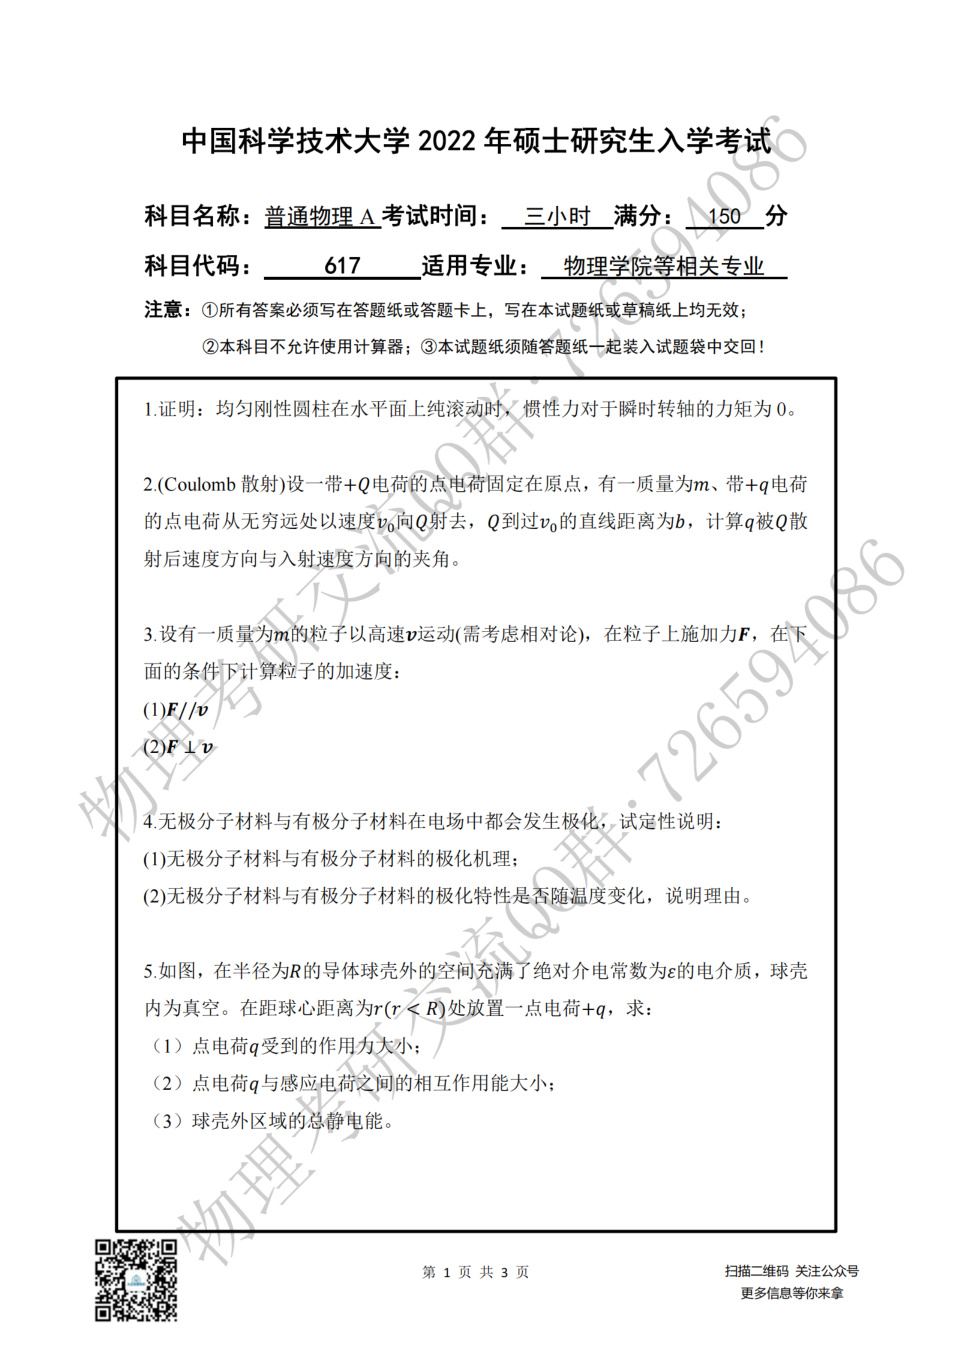 中国科学技术大学 2022 年硕士研究生入学考试
科目名称：普通物理 A 考试时间： 三小时 满分： 150 分
科目代码： 617 适用专业： 物理学院等相关专业
注意：①所有答案必须写在答题纸或答题卡上，写在本试题纸或草稿纸上均无效；
②本科目不允许使用计算器；③本试题纸须随答题纸一起装入试题袋中交回！
1.证明：均匀刚性圆柱在水平面上纯滚动时，惯性力对于瞬时转轴的力矩为 0。
2.(Coulomb 散射)设一带+Q电荷的点电荷固定在原点，有一质量为m、带+q电荷
的点电荷从无穷远处以速度v₀向Q射去，Q到过v₀的直线距离为b，计算q被Q散
射后速度方向与入射速度方向的夹角。
3.设有一质量为m的粒子以高速v运动(需考虑相对论)，在粒子上施加力F，在下
面的条件下计算粒子的加速度：
(1)F//v
(2)F ⊥ v
4.无极分子材料与有极分子材料在电场中都会发生极化，试定性说明：
(1)无极分子材料与有极分子材料的极化机理；
(2)无极分子材料与有极分子材料的极化特性是否随温度变化，说明理由。
5.如图，在半径为R的导体球壳外的空间充满了绝对介电常数为ε的电介质，球壳
内为真空。在距球心距离为r(r < R)处放置一点电荷+q，求：
（1）点电荷q受到的作用力大小；
（2）点电荷q与感应电荷之间的相互作用能大小；
（3）球壳外区域的总静电能。
物理考研交流QQ群：726594086
物理考研交流QQ群：726594086
第 1 页 共 3 页
扫描二维码 关注公众号
更多信息等你来拿